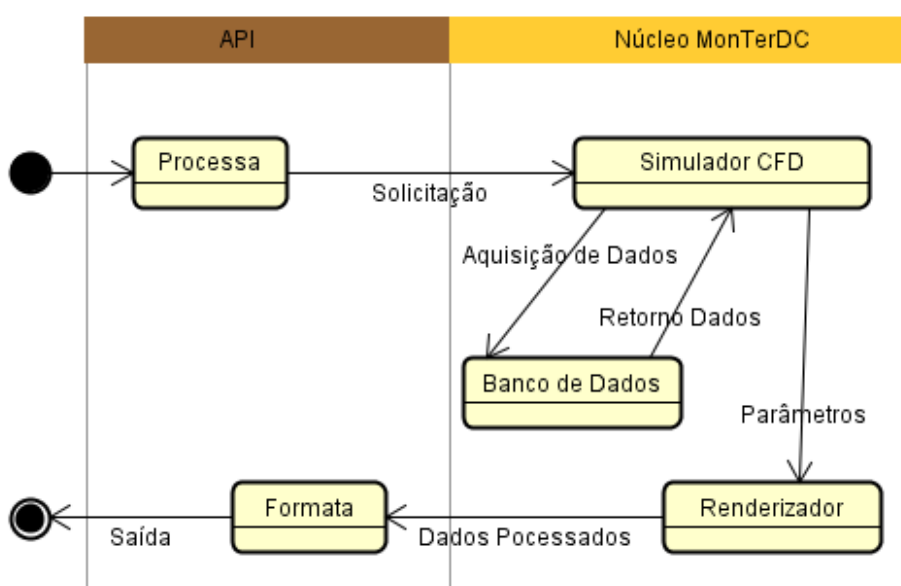 API
Núcleo MonTerDC
Processa
Simulador CFD
Solicitação
Aquisição de Dados
Retorno Dados
Banco de Dados
Parâmetros
Formata
Renderizador
Saída
Dados Pocessados